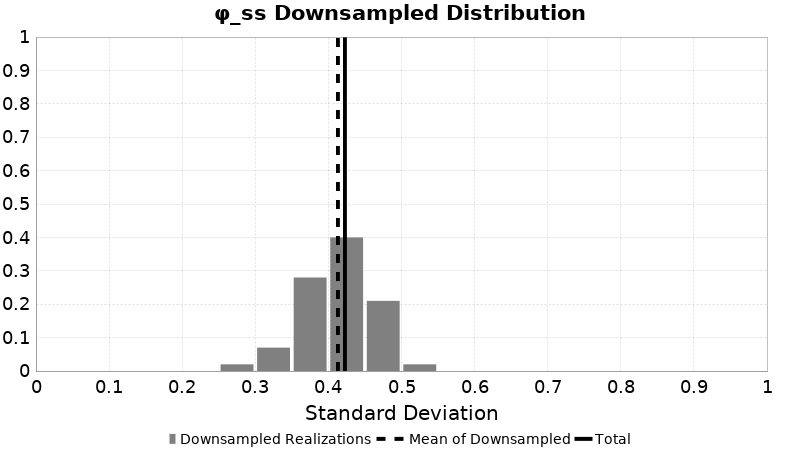 φ_ss Downsampled Distribution
1
0.9
0.8
0.7
0.6
0.5
0.4
0.3
0.2
0.1
0
0 0.1 0.2 0.3 0.4 0.5 0.6 0.7 0.8 0.9 1
Standard Deviation
Downsampled Realizations Mean of Downsampled Total